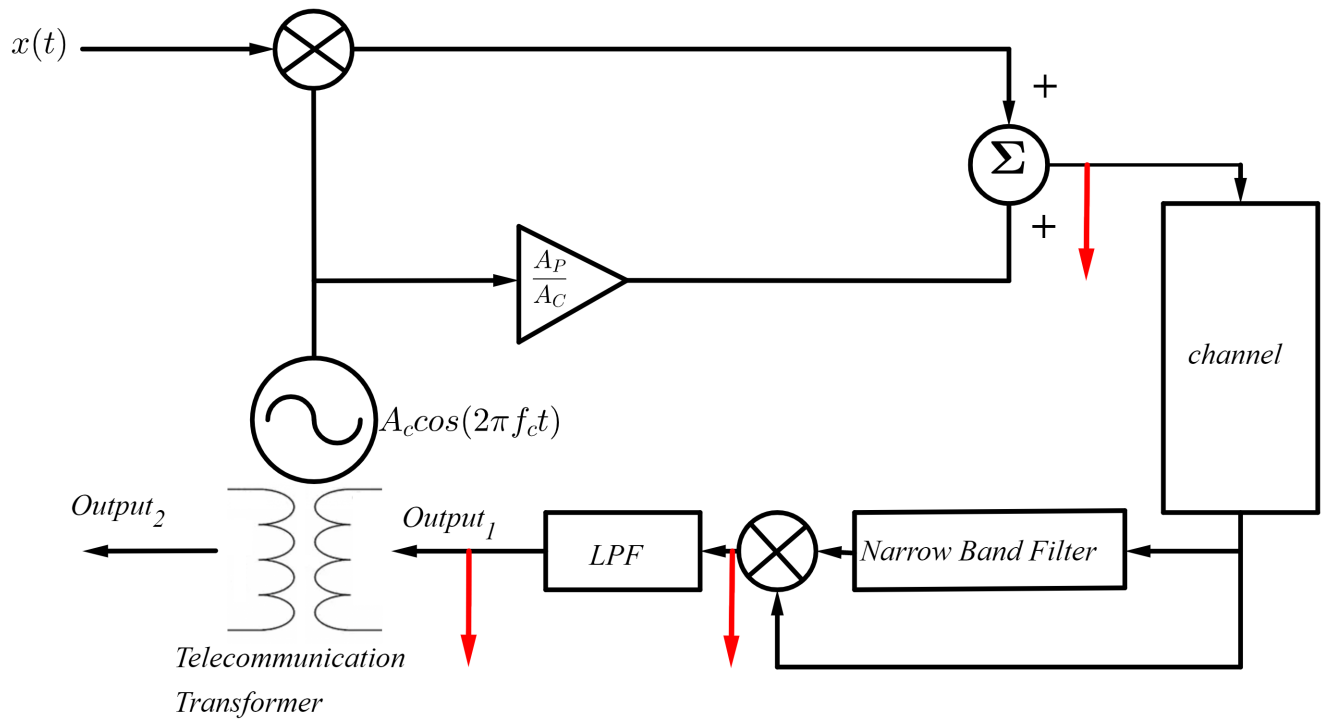 x(t)
+
Σ
+
A_P
A_C
channel
A_c cos(2πf_c t)
Output_2
Output_1
LPF
Narrow Band Filter
Telecommunication
Transformer